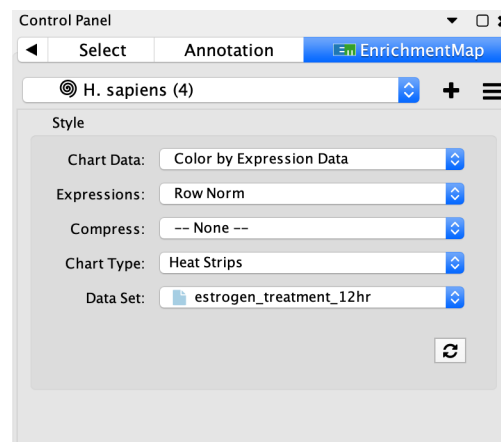 Control Panel
Select Annotation EM EnrichmentMap
H. sapiens (4)
Style
Chart Data: Color by Expression Data
Expressions: Row Norm
Compress: -- None --
Chart Type: Heat Strips
Data Set: estrogen_treatment_12hr